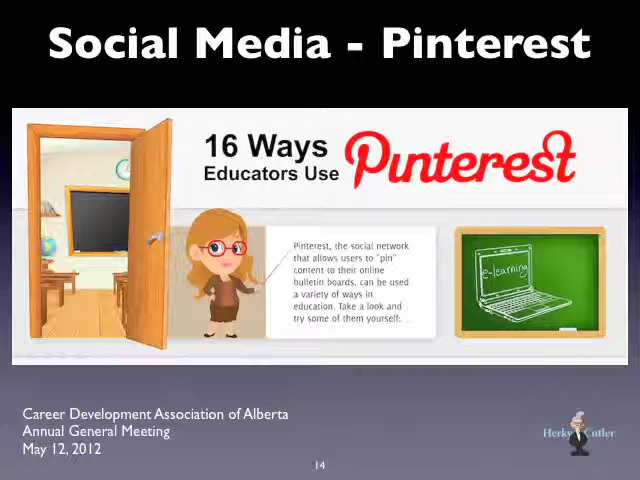 Social Media - Pinterest
16 Ways
Educators Use
Pinterest
Pinterest, the social network
that allows users to "pin"
content to their online
bulletin boards, can be used
a variety of ways in
education. Take a look and
try some of them yourself.
e-learning
Career Development Association of Alberta
Annual General Meeting
May 12, 2012
Herky Cutler
14